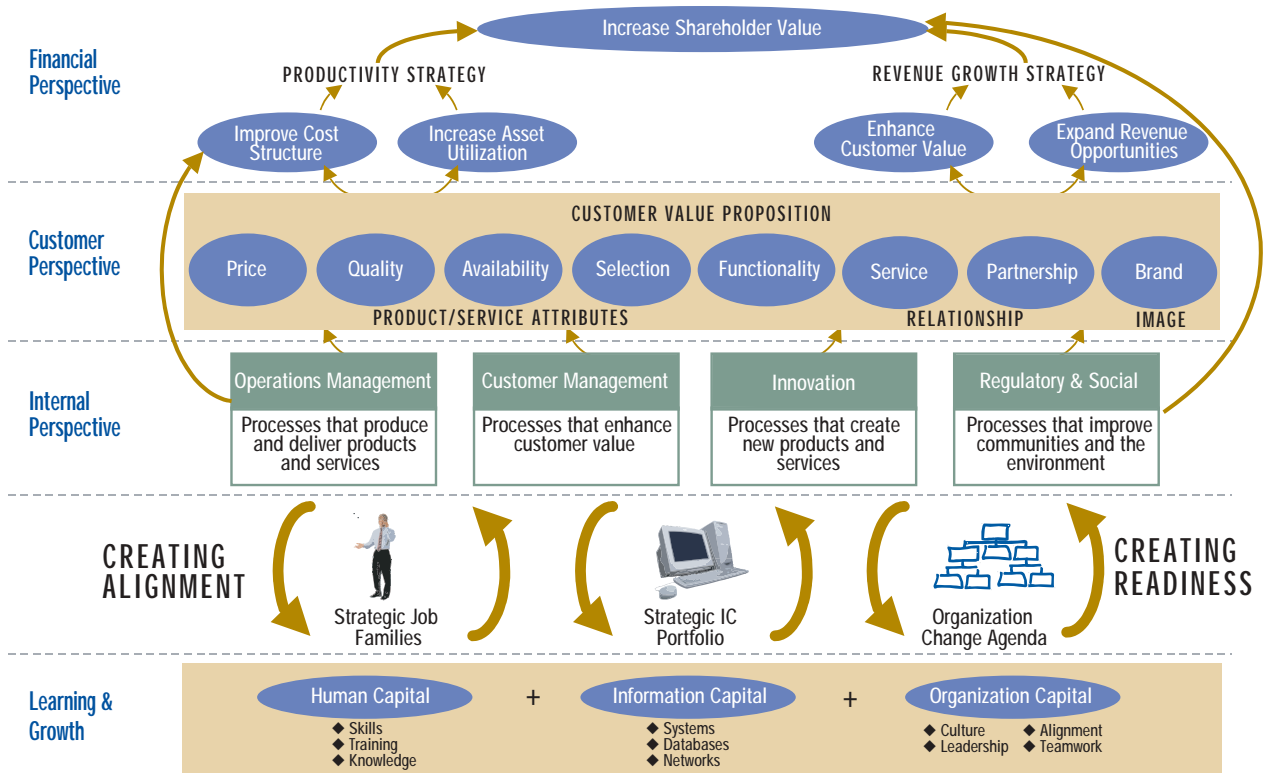 Increase Shareholder Value
Financial
Perspective
PRODUCTIVITY STRATEGY
REVENUE GROWTH STRATEGY
Improve Cost
Structure
Increase Asset
Utilization
Enhance
Customer Value
Expand Revenue
Opportunities
Customer
Perspective
CUSTOMER VALUE PROPOSITION
Price
Quality
Availability
Selection
Functionality
Service
Partnership
Brand
PRODUCT/SERVICE ATTRIBUTES
RELATIONSHIP
IMAGE
Internal
Perspective
Operations Management
Processes that produce
and deliver products
and services
Customer Management
Processes that enhance
customer value
Innovation
Processes that create
new products and
services
Regulatory & Social
Processes that improve
communities and the
environment
CREATING
ALIGNMENT
Strategic Job
Families
Strategic IC
Portfolio
Organization
Change Agenda
CREATING
READINESS
Learning &
Growth
Human Capital
◆ Skills
◆ Training
◆ Knowledge
+
Information Capital
◆ Systems
◆ Databases
◆ Networks
+
Organization Capital
◆ Culture
◆ Leadership
◆ Alignment
◆ Teamwork